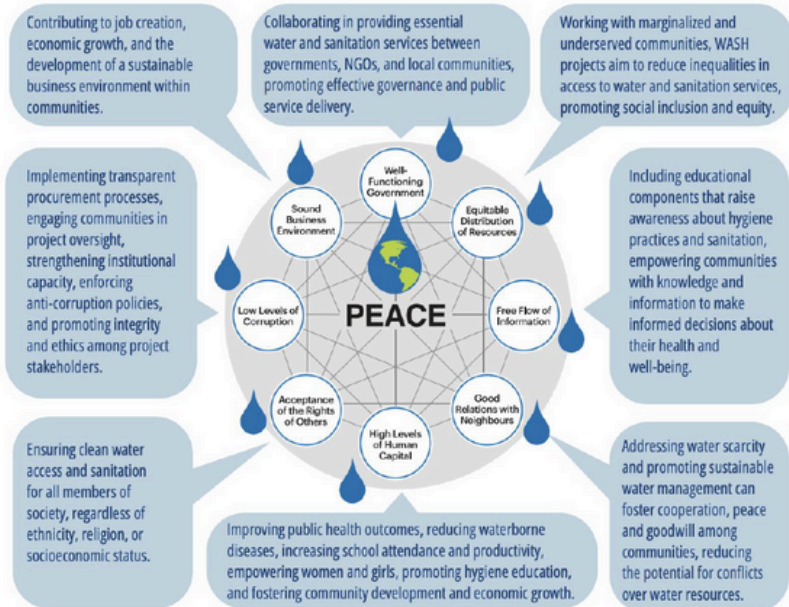 Contributing to job creation,
economic growth, and the
development of a sustainable
business environment within
communities.
Collaborating in providing essential
water and sanitation services between
governments, NGOs, and local communities,
promoting effective governance and public
service delivery.
Working with marginalized and
underserved communities, WASH
projects aim to reduce inequalities in
access to water and sanitation services,
promoting social inclusion and equity.
Implementing transparent
procurement processes,
engaging communities in
project oversight,
strengthening institutional
capacity, enforcing
anti-corruption policies,
and promoting integrity
and ethics among project
stakeholders.
Well-
Functioning
Government
Sound
Business
Environment
Equitable
Distribution
of Resources
Low Levels of
Corruption
PEACE
Free Flow of
Information
Acceptance
of the Rights
of Others
Good
Relations with
Neighbours
High Levels
of Human
Capital
Including educational
components that raise
awareness about hygiene
practices and sanitation,
empowering communities
with knowledge and
information to make
informed decisions about
their health and
well-being.
Ensuring clean water
access and sanitation
for all members of
society, regardless of
ethnicity, religion, or
socioeconomic status.
Improving public health outcomes, reducing waterborne
diseases, increasing school attendance and productivity,
empowering women and girls, promoting hygiene education,
and fostering community development and economic growth.
Addressing water scarcity
and promoting sustainable
water management can
foster cooperation, peace
and goodwill among
communities, reducing
the potential for conflicts
over water resources.